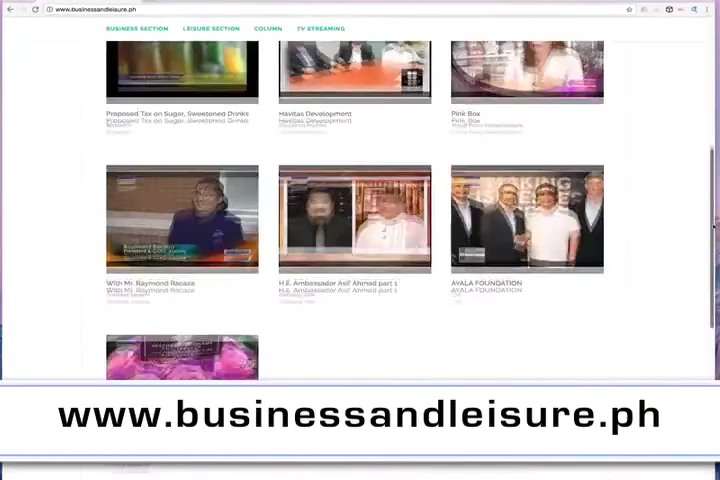 www.businessandleisure.ph
BUSINESS SECTION LEISURE SECTION COLUMN TV STREAMING
Proposed Tax on Sugar, Sweetened Drinks
Havitas Development
Pink Box
With Mr. Raymond Racaza
H.E. Ambassador Asif Ahmad part 1
AYALA FOUNDATION
www.businessandleisure.ph